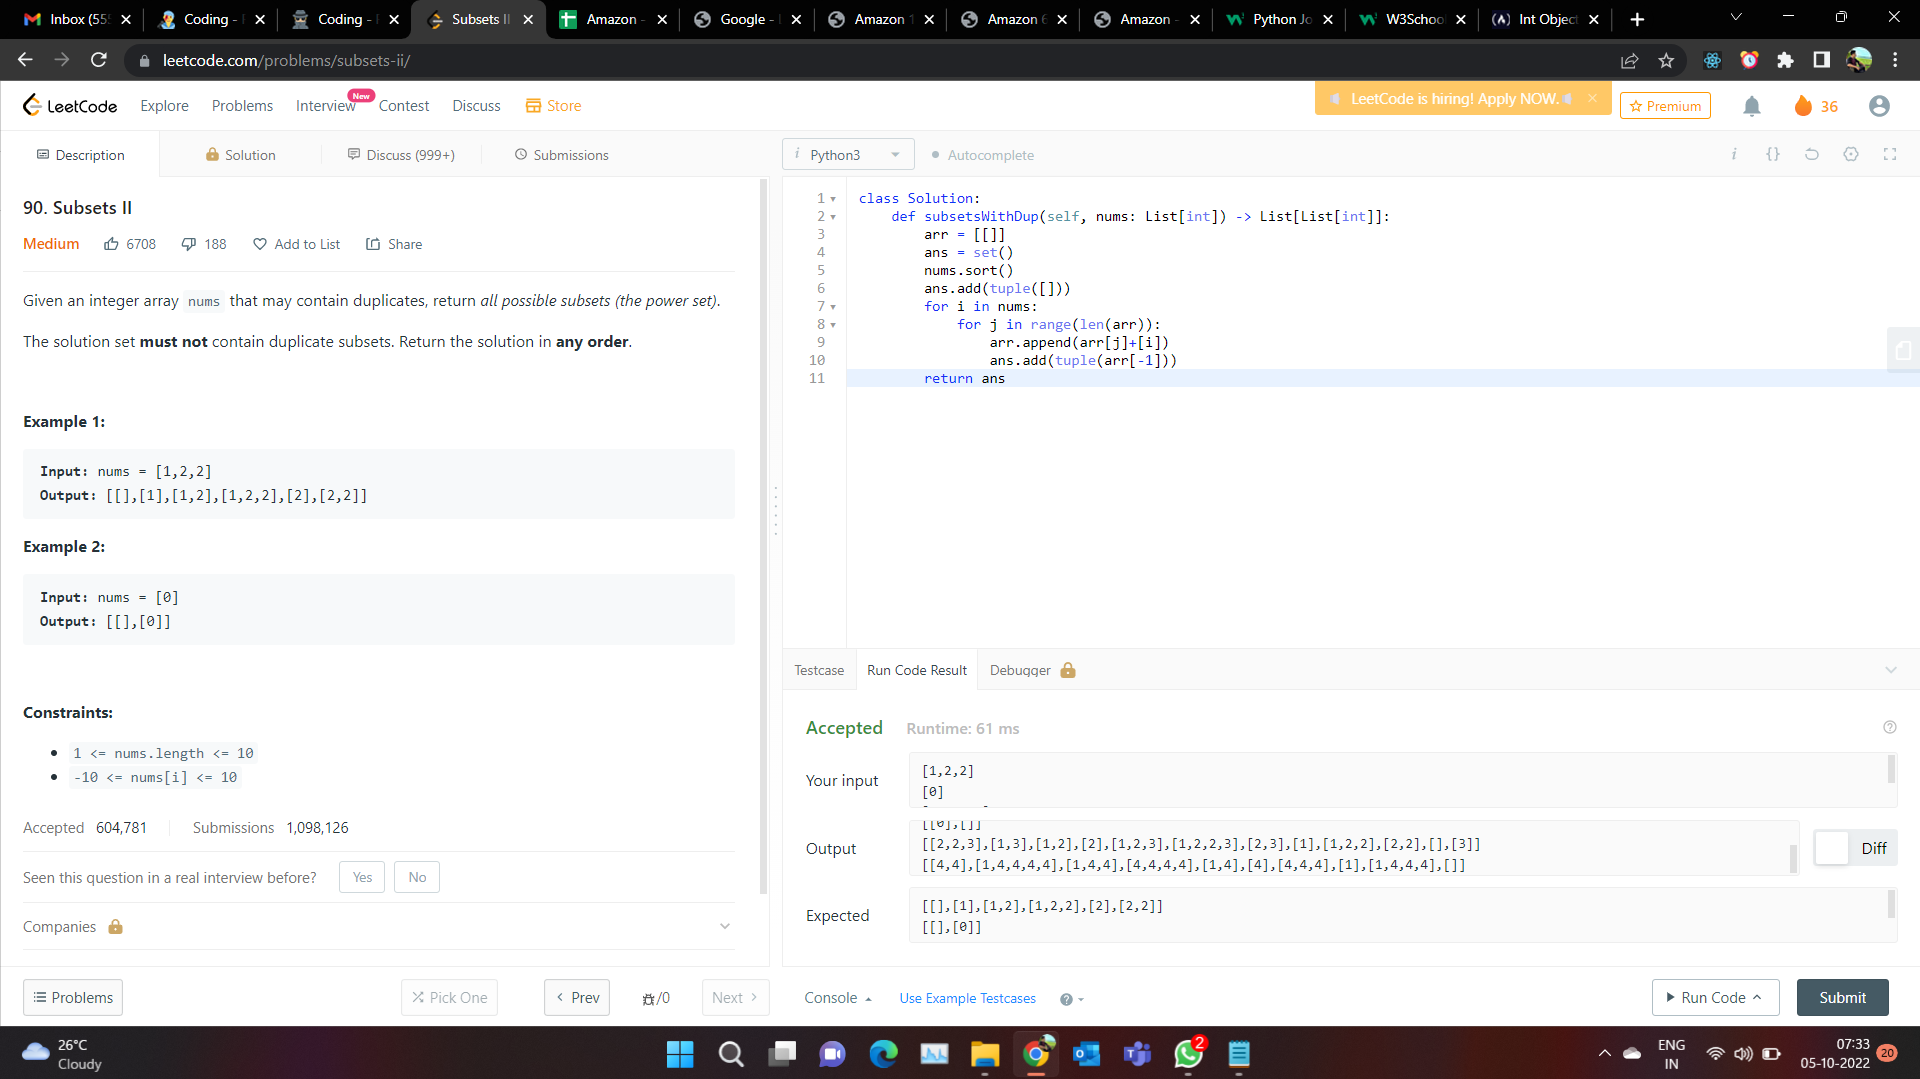 Inbox (555
Coding -
Coding -
Subsets II
Amazon -
Google -
Amazon 1
Amazon 6
Amazon -
Python Jo
W3School
Int Object
leetcode.com/problems/subsets-ii/
LeetCode
Explore
Problems
Interview
New
Contest
Discuss
Store
LeetCode is hiring! Apply NOW.
Premium
36
Description
Solution
Discuss (999+)
Submissions
i Python3
Autocomplete
90. Subsets II
Medium
6708
188
Add to List
Share
Given an integer array nums that may contain duplicates, return all possible subsets (the power set).
The solution set must not contain duplicate subsets. Return the solution in any order.
Example 1:
Input: nums = [1,2,2]
Output: [[],[1],[1,2],[1,2,2],[2],[2,2]]
Example 2:
Input: nums = [0]
Output: [[],[0]]
Constraints:
1 <= nums.length <= 10
-10 <= nums[i] <= 10
Accepted 604,781
Submissions 1,098,126
Seen this question in a real interview before?
Yes
No
Companies
Problems
Pick One
Prev
/0
Next
1 class Solution:
2     def subsetsWithDup(self, nums: List[int]) -> List[List[int]]:
3         arr = [[]]
4         ans = set()
5         nums.sort()
6         ans.add(tuple([]))
7         for i in nums:
8             for j in range(len(arr)):
9                 arr.append(arr[j]+[i])
10                 ans.add(tuple(arr[-1]))
11         return ans
Testcase
Run Code Result
Debugger
Accepted
Runtime: 61 ms
Your input
[1,2,2]
[0]
Output
[[0],[]]
[[2,2,3],[1,3],[1,2],[2],[1,2,3],[1,2,2,3],[2,3],[1],[1,2,2],[2,2],[],[3]]
[[4,4],[1,4,4,4,4],[1,4,4],[4,4,4,4],[1,4],[4],[4,4,4],[1],[1,4,4,4],[]]
Diff
Expected
[[],[1],[1,2],[1,2,2],[2],[2,2]]
[[],[0]]
Console
Use Example Testcases
Run Code
Submit
26°C
Cloudy
2
ENG
IN
07:33
05-10-2022
20